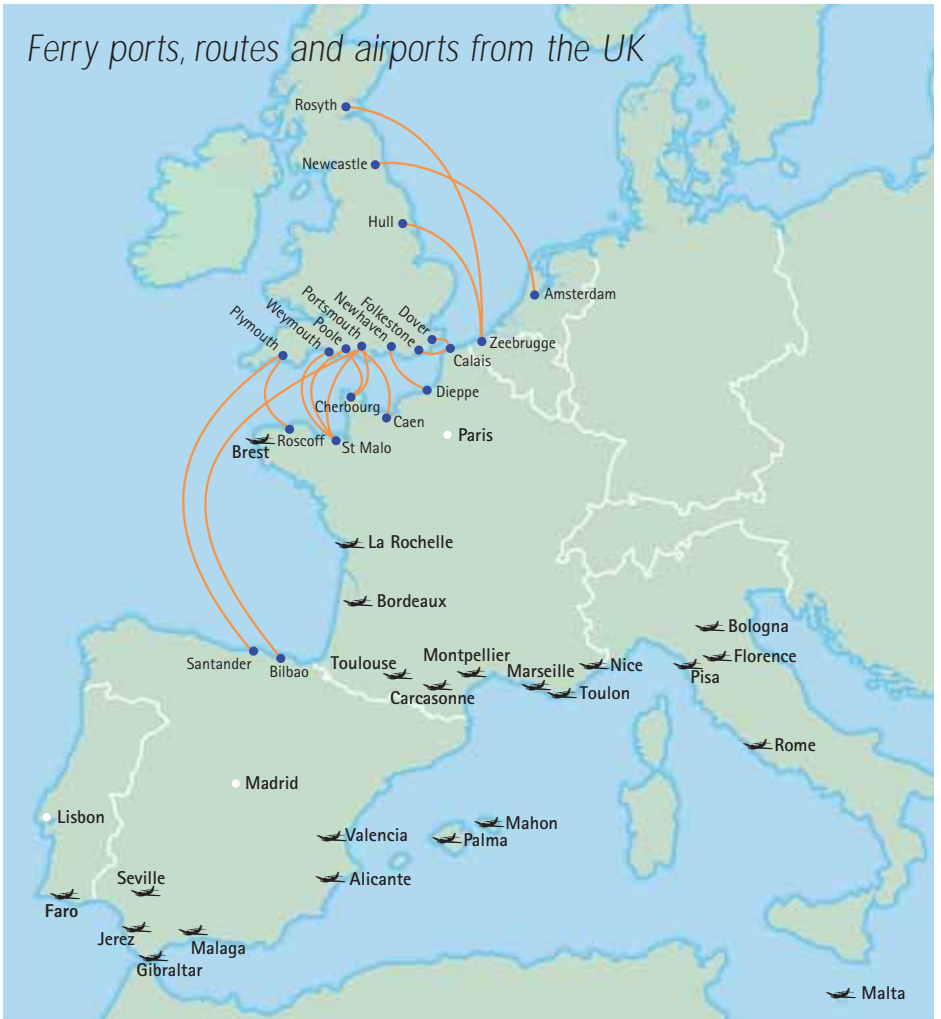 Ferry ports, routes and airports from the UK
Rosyth
Newcastle
Hull
Amsterdam
Plymouth
Weymouth
Poole
Portsmouth
Newhaven
Folkestone
Dover
Calais
Zeebrugge
Dieppe
Cherbourg
Caen
Roscoff
St Malo
Brest
Paris
La Rochelle
Bordeaux
Santander
Bilbao
Toulouse
Montpellier
Carcasonne
Marseille
Toulon
Nice
Bologna
Florence
Pisa
Rome
Madrid
Lisbon
Valencia
Mahon
Palma
Alicante
Seville
Faro
Jerez
Malaga
Gibraltar
Malta